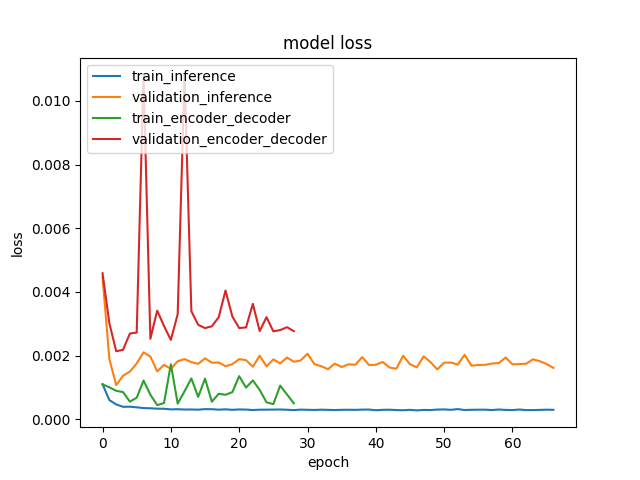 model loss
train_inference
validation_inference
train_encoder_decoder
validation_encoder_decoder
loss
0.010
0.008
0.006
0.004
0.002
0.000
0 10 20 30 40 50 60
epoch